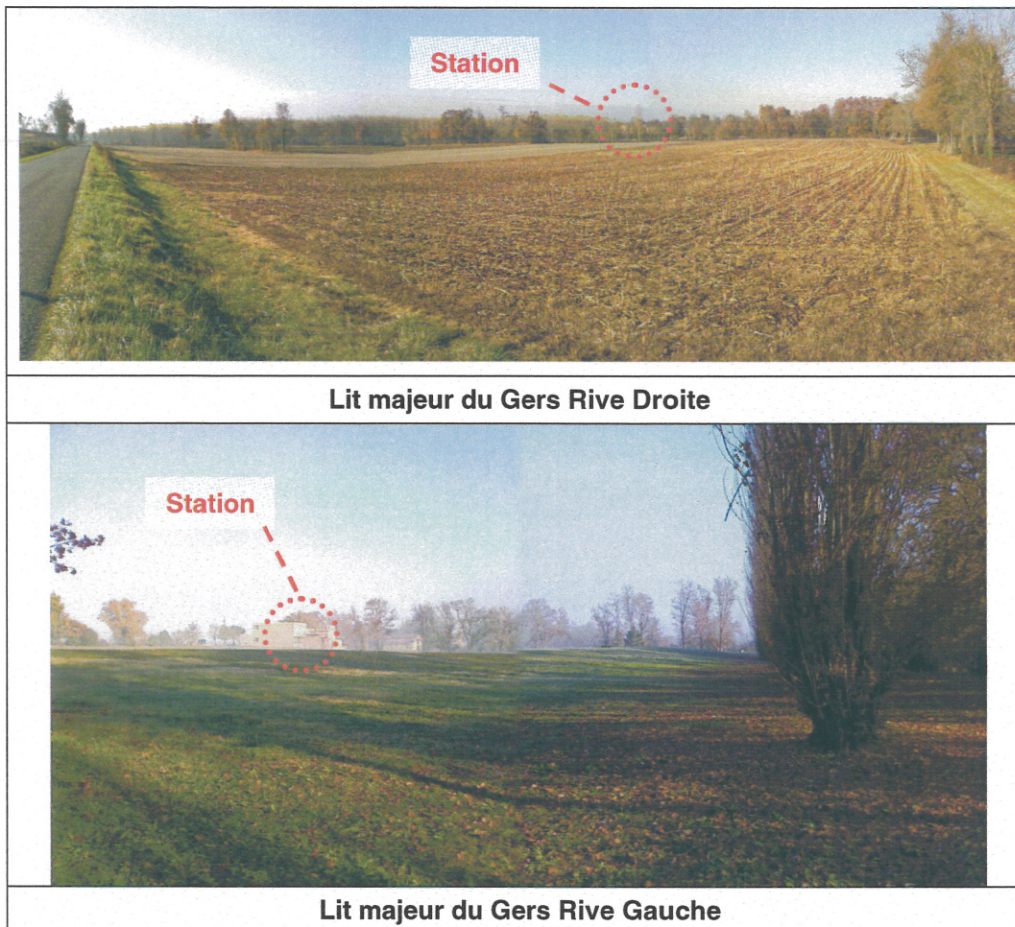 Station
Lit majeur du Gers Rive Droite
Station
Lit majeur du Gers Rive Gauche